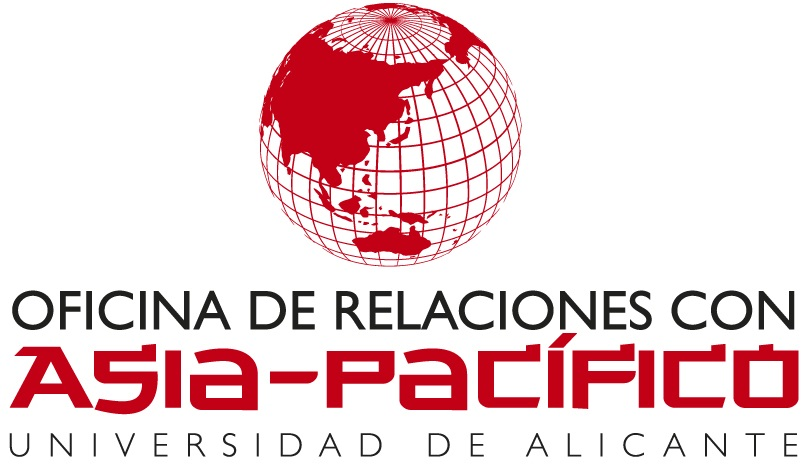 OFICINA DE RELACIONES CON
ASIA-PACÍFICO
UNIVERSIDAD DE ALICANTE